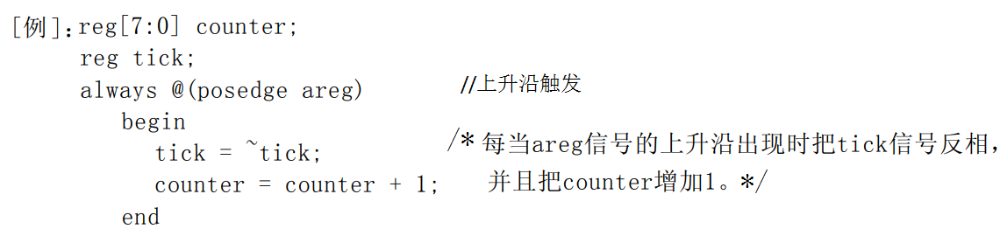 [例]:reg[7:0] counter;
reg tick;
always @(posedge areg) //上升沿触发
begin
tick = ~tick; /* 每当areg信号的上升沿出现时把tick信号反相，
counter = counter + 1; 并且把counter增加1。*/
end